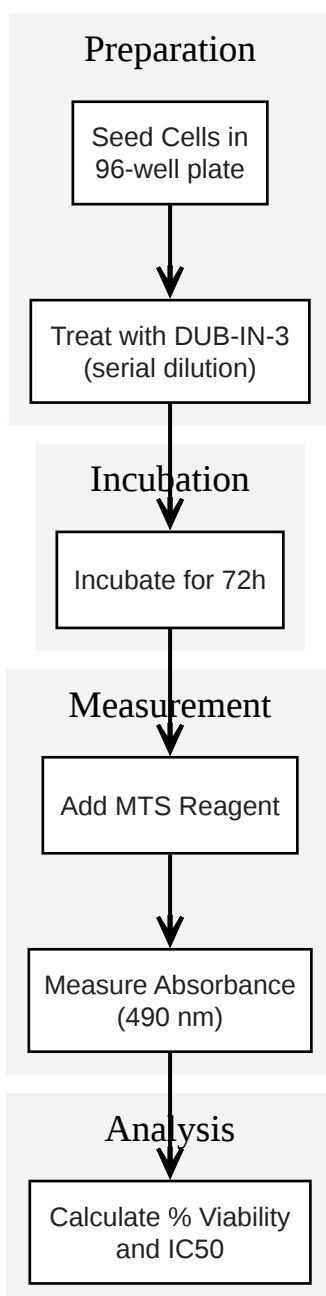 Preparation
Seed Cells in
96-well plate
Treat with DUB-IN-3
(serial dilution)
Incubation
Incubate for 72h
Measurement
Add MTS Reagent
Measure Absorbance
(490 nm)
Analysis
Calculate % Viability
and IC50